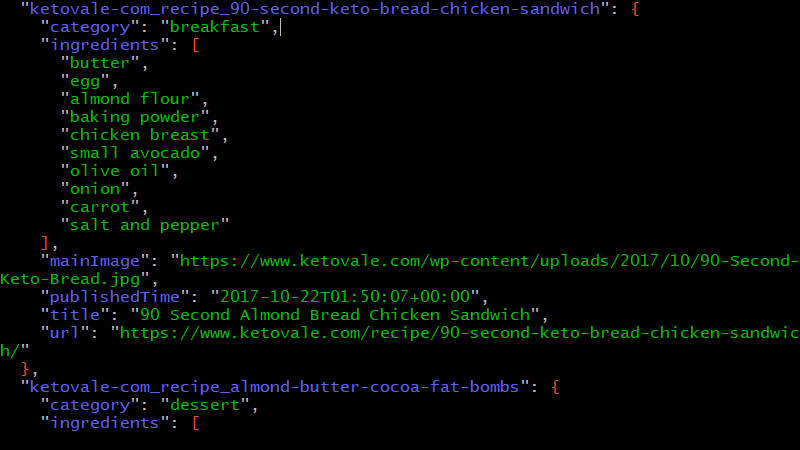 "ketovale-com_recipe_90-second-keto-bread-chicken-sandwich": {
"category": "breakfast",
"ingredients": [
"butter",
"egg",
"almond flour",
"baking powder",
"chicken breast",
"small avocado",
"olive oil",
"onion",
"carrot",
"salt and pepper"
],
"mainImage": "https://www.ketovale.com/wp-content/uploads/2017/10/90-Second-
Keto-Bread.jpg",
"publishedTime": "2017-10-22T01:50:07+00:00",
"title": "90 Second Almond Bread Chicken Sandwich",
"url": "https://www.ketovale.com/recipe/90-second-keto-bread-chicken-sandwic
h/"
},
"ketovale-com_recipe_almond-butter-cocoa-fat-bombs": {
"category": "dessert",
"ingredients": [